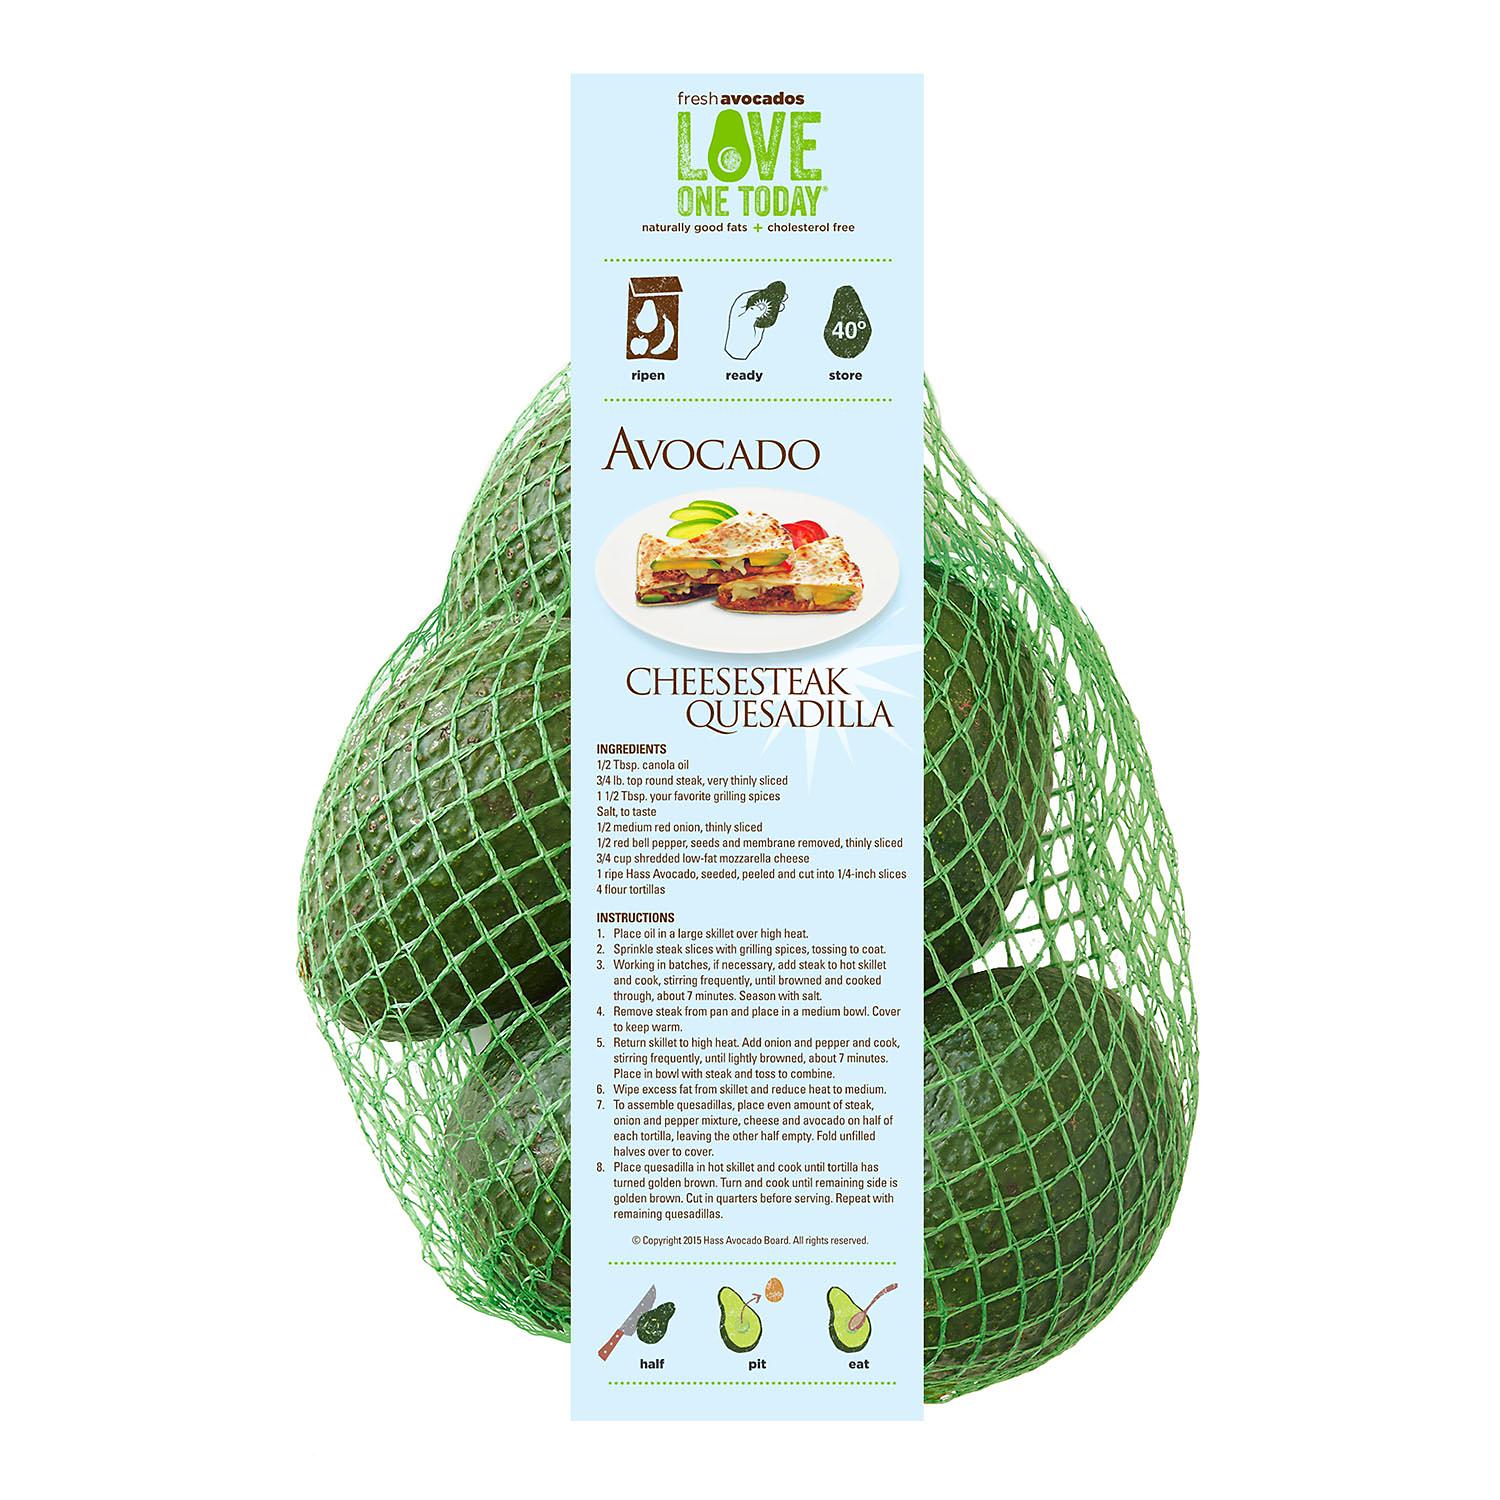 fresh avocados
LOVE
ONE TODAY®
naturally good fats + cholesterol free
ripen ready store
40º
AVOCADO
CHEESESTEAK
QUESADILLA
INGREDIENTS
1/2 Tbsp. canola oil
3/4 lb. top round steak, very thinly sliced
1 1/2 Tbsp. your favorite grilling spices
Salt, to taste
1/2 medium red onion, thinly sliced
1/2 red bell pepper, seeds and membrane removed, thinly sliced
3/4 cup shredded low-fat mozzarella cheese
1 ripe Hass Avocado, seeded, peeled and cut into 1/4-inch slices
4 flour tortillas
INSTRUCTIONS
1. Place oil in a large skillet over high heat.
2. Sprinkle steak slices with grilling spices, tossing to coat.
3. Working in batches, if necessary, add steak to hot skillet
and cook, stirring frequently, until browned and cooked
through, about 7 minutes. Season with salt.
4. Remove steak from pan and place in a medium bowl. Cover
to keep warm.
5. Return skillet to high heat. Add onion and pepper and cook,
stirring frequently, until lightly browned, about 7 minutes.
Place in bowl with steak and toss to combine.
6. Wipe excess fat from skillet and reduce heat to medium.
7. To assemble quesadillas, place even amount of steak,
onion and pepper mixture, cheese and avocado on half of
each tortilla, leaving the other half empty. Fold unfilled
halves over to cover.
8. Place quesadilla in hot skillet and cook until tortilla has
turned golden brown. Turn and cook until remaining side is
golden brown. Cut in quarters before serving. Repeat with
remaining quesadillas.
© Copyright 2015 Hass Avocado Board. All rights reserved.
half pit eat